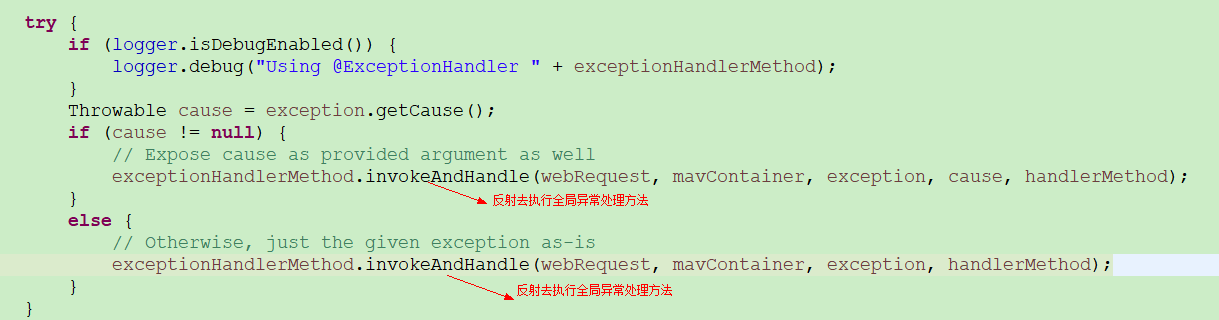 try {
    if (logger.isDebugEnabled()) {
        logger.debug("Using @ExceptionHandler " + exceptionHandlerMethod);
    }
    Throwable cause = exception.getCause();
    if (cause != null) {
        // Expose cause as provided argument as well
        exceptionHandlerMethod.invokeAndHandle(webRequest, mavContainer, exception, cause, handlerMethod);
反射去执行全局异常处理方法
    }
    else {
        // Otherwise, just the given exception as-is
        exceptionHandlerMethod.invokeAndHandle(webRequest, mavContainer, exception, handlerMethod);
反射去执行全局异常处理方法
    }
}